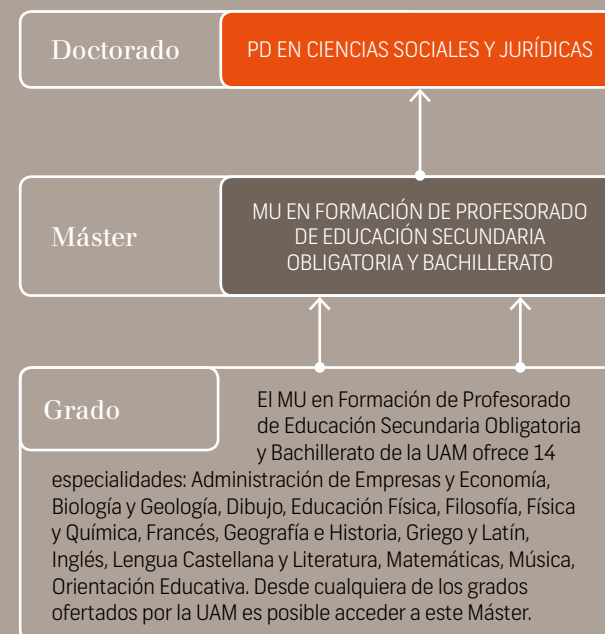 Doctorado
PD EN CIENCIAS SOCIALES Y JURÍDICAS
Máster
MU EN FORMACIÓN DE PROFESORADO
DE EDUCACIÓN SECUNDARIA
OBLIGATORIA Y BACHILLERATO
Grado
El MU en Formación de Profesorado
de Educación Secundaria Obligatoria
y Bachillerato de la UAM ofrece 14
especialidades: Administración de Empresas y Economía,
Biología y Geología, Dibujo, Educación Física, Filosofía, Física
y Química, Francés, Geografía e Historia, Griego y Latín,
Inglés, Lengua Castellana y Literatura, Matemáticas, Música,
Orientación Educativa. Desde cualquiera de los grados
ofertados por la UAM es posible acceder a este Máster.